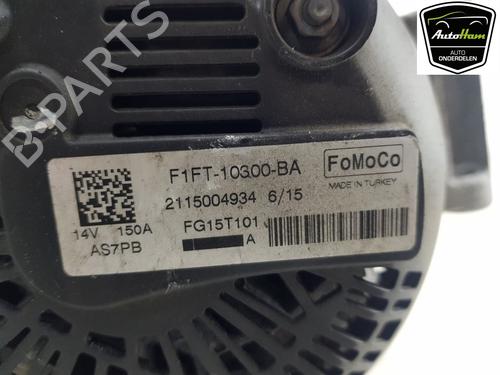 AutoHam
AUTO
ONDERDELEN
B-PARTS
F1FT-10300-BA
FoMoCo
MADE IN TURKEY
2115004934 6/15
14V 150A
FG15T101
AS7PB
A